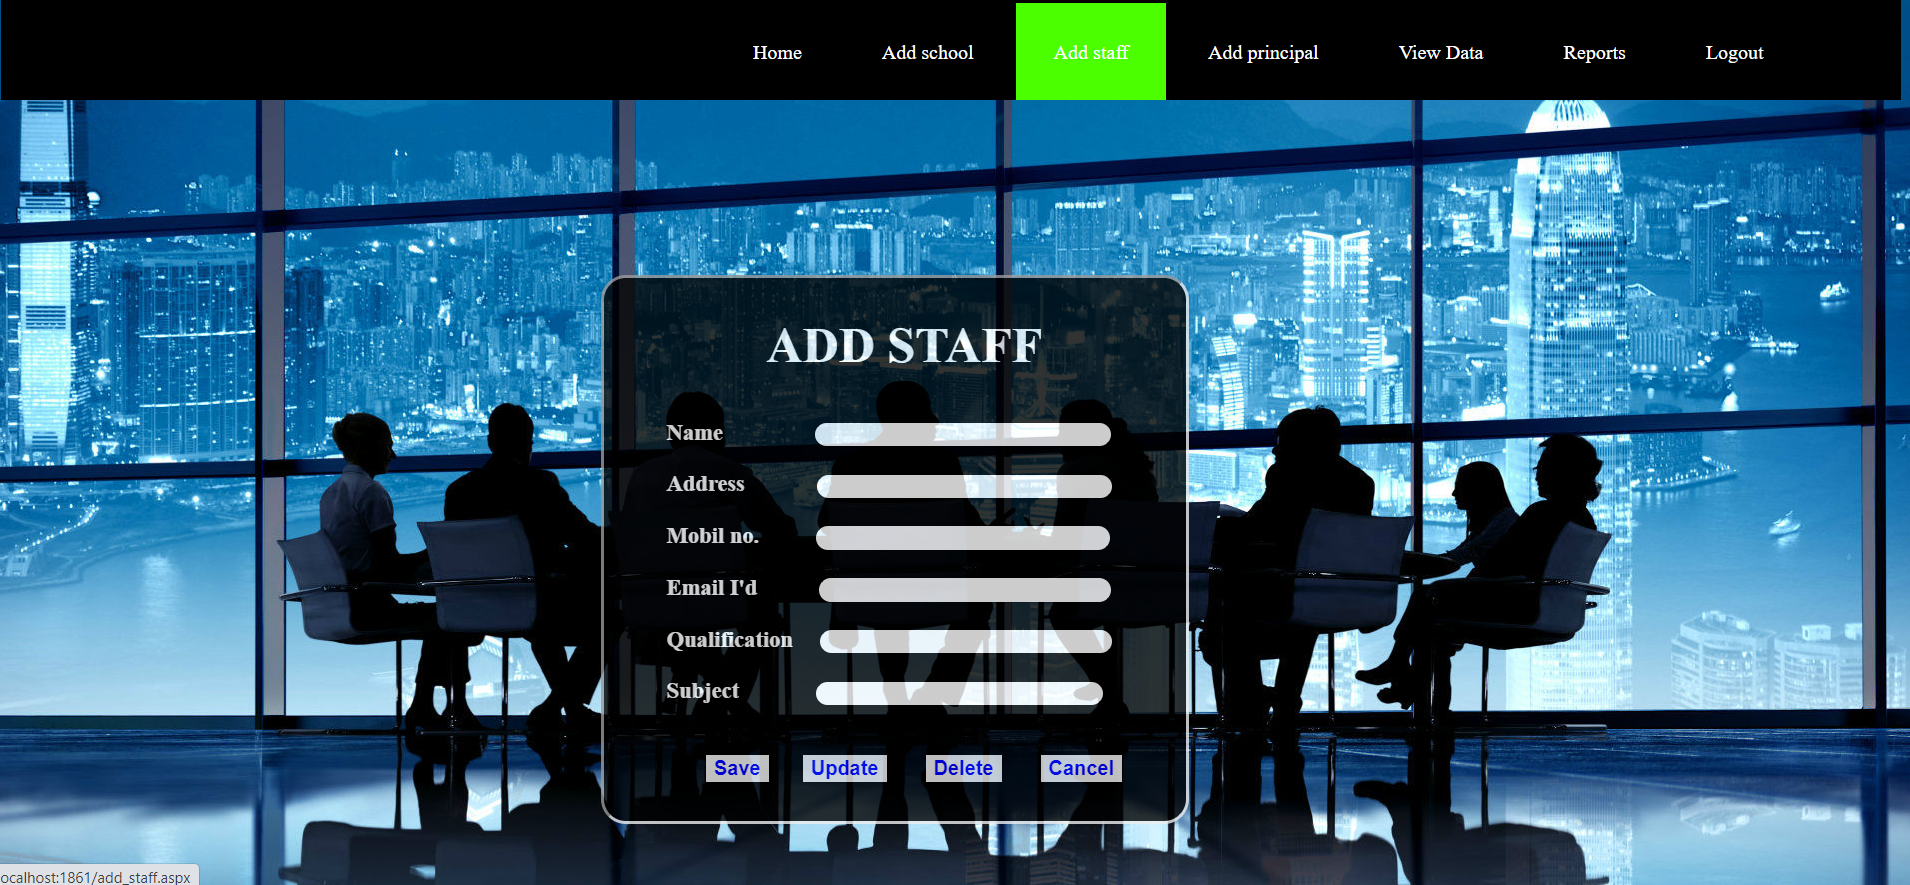 Home Add school Add staff Add principal View Data Reports Logout
ADD STAFF
Name
Address
Mobil no.
Email I'd
Qualification
Subject
Save Update Delete Cancel
ocalhost:1861/add_staff.aspx